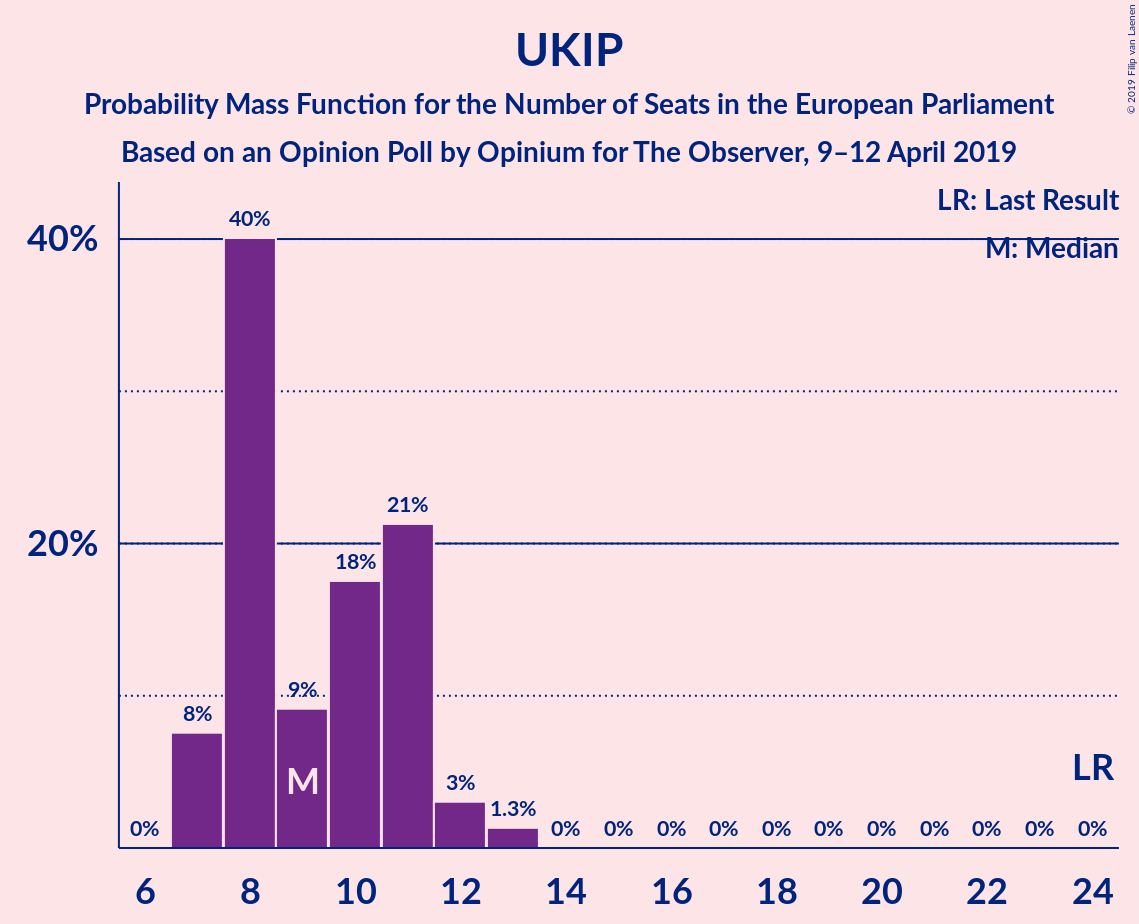 UKIP
Probability Mass Function for the Number of Seats in the European Parliament
Based on an Opinion Poll by Opinium for The Observer, 9–12 April 2019
© 2019 Filip van Laenen
LR: Last Result
M: Median
40%
20%
0%
8%
40%
9%
18%
21%
3%
1.3%
0%
0%
0%
0%
0%
0%
0%
0%
0%
0%
0%
M
LR
6 8 10 12 14 16 18 20 22 24